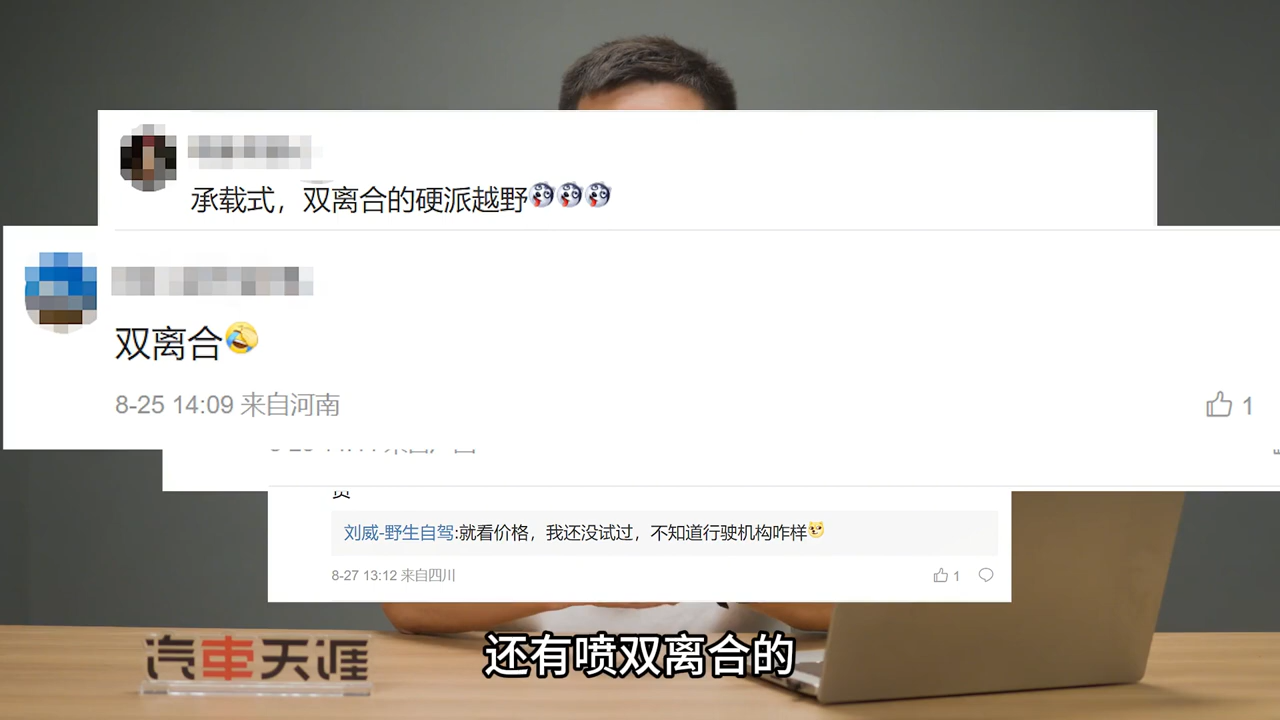 承载式，双离合的硬派越野
双离合
8-25 14:09 来自河南
1
刘威-野生自驾:就看价格，我还没试过，不知道行驶机构咋样
8-27 13:12 来自四川
1
还有喷双离合的
汽車天涯